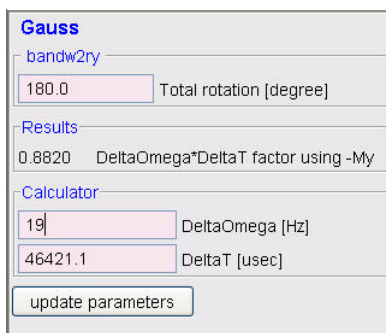 Gauss
bandw2ry
180.0 Total rotation [degree]
Results
0.8820 DeltaOmega*DeltaT factor using -My
Calculator
19 DeltaOmega [Hz]
46421.1 DeltaT [usec]
update parameters